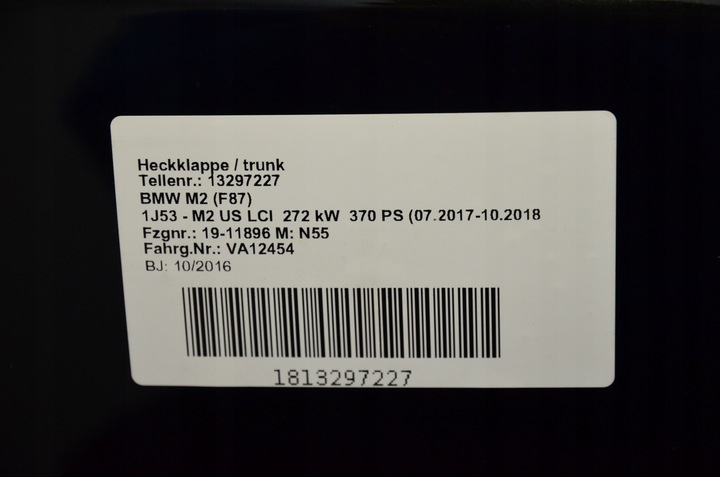 Heckklappe / trunk
Tellenr.: 13297227
BMW M2 (F87)
1J53 - M2 US LCI 272 kW 370 PS (07.2017-10.2018
Fzgnr.: 19-11896 M: N55
Fahrg.Nr.: VA12454
BJ: 10/2016
1813297227